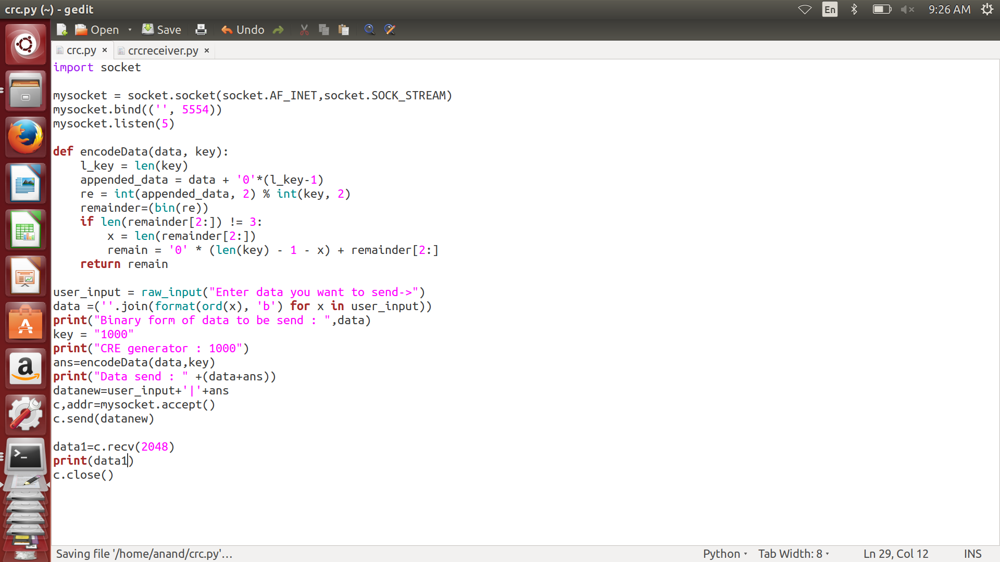 crc.py (~) - gedit
En
9:26 AM
Open
Save
Undo
crc.py ×
crcreceiver.py ×
import socket
mysocket = socket.socket(socket.AF_INET,socket.SOCK_STREAM)
mysocket.bind(('', 5554))
mysocket.listen(5)
def encodeData(data, key):
    l_key = len(key)
    appended_data = data + '0'*(l_key-1)
    re = int(appended_data, 2) % int(key, 2)
    remainder=(bin(re))
    if len(remainder[2:]) != 3:
        x = len(remainder[2:])
        remain = '0' * (len(key) - 1 - x) + remainder[2:]
    return remain
user_input = raw_input("Enter data you want to send->")
data =(''.join(format(ord(x), 'b') for x in user_input))
print("Binary form of data to be send : ",data)
key = "1000"
print("CRE generator : 1000")
ans=encodeData(data,key)
print("Data send : " +(data+ans))
datanew=user_input+'|'+ans
c,addr=mysocket.accept()
c.send(datanew)
data1=c.recv(2048)
print(data1)
c.close()
Saving file '/home/anand/crc.py'…
Python
Tab Width: 8
Ln 29, Col 12
INS